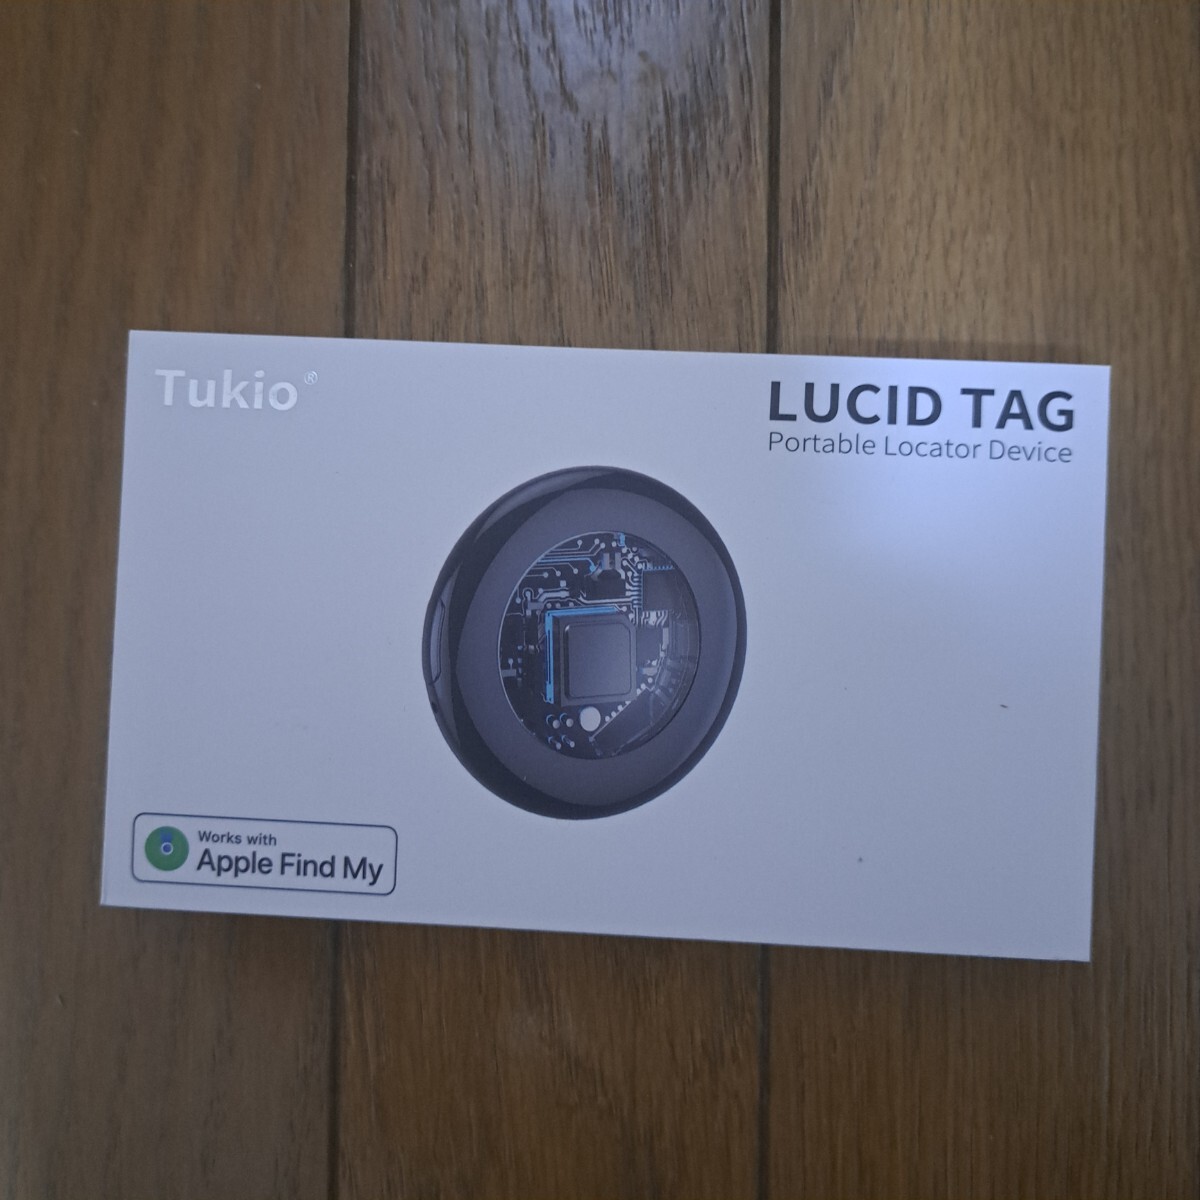 Tukio®
LUCID TAG
Portable Locator Device
Works with
Apple Find My